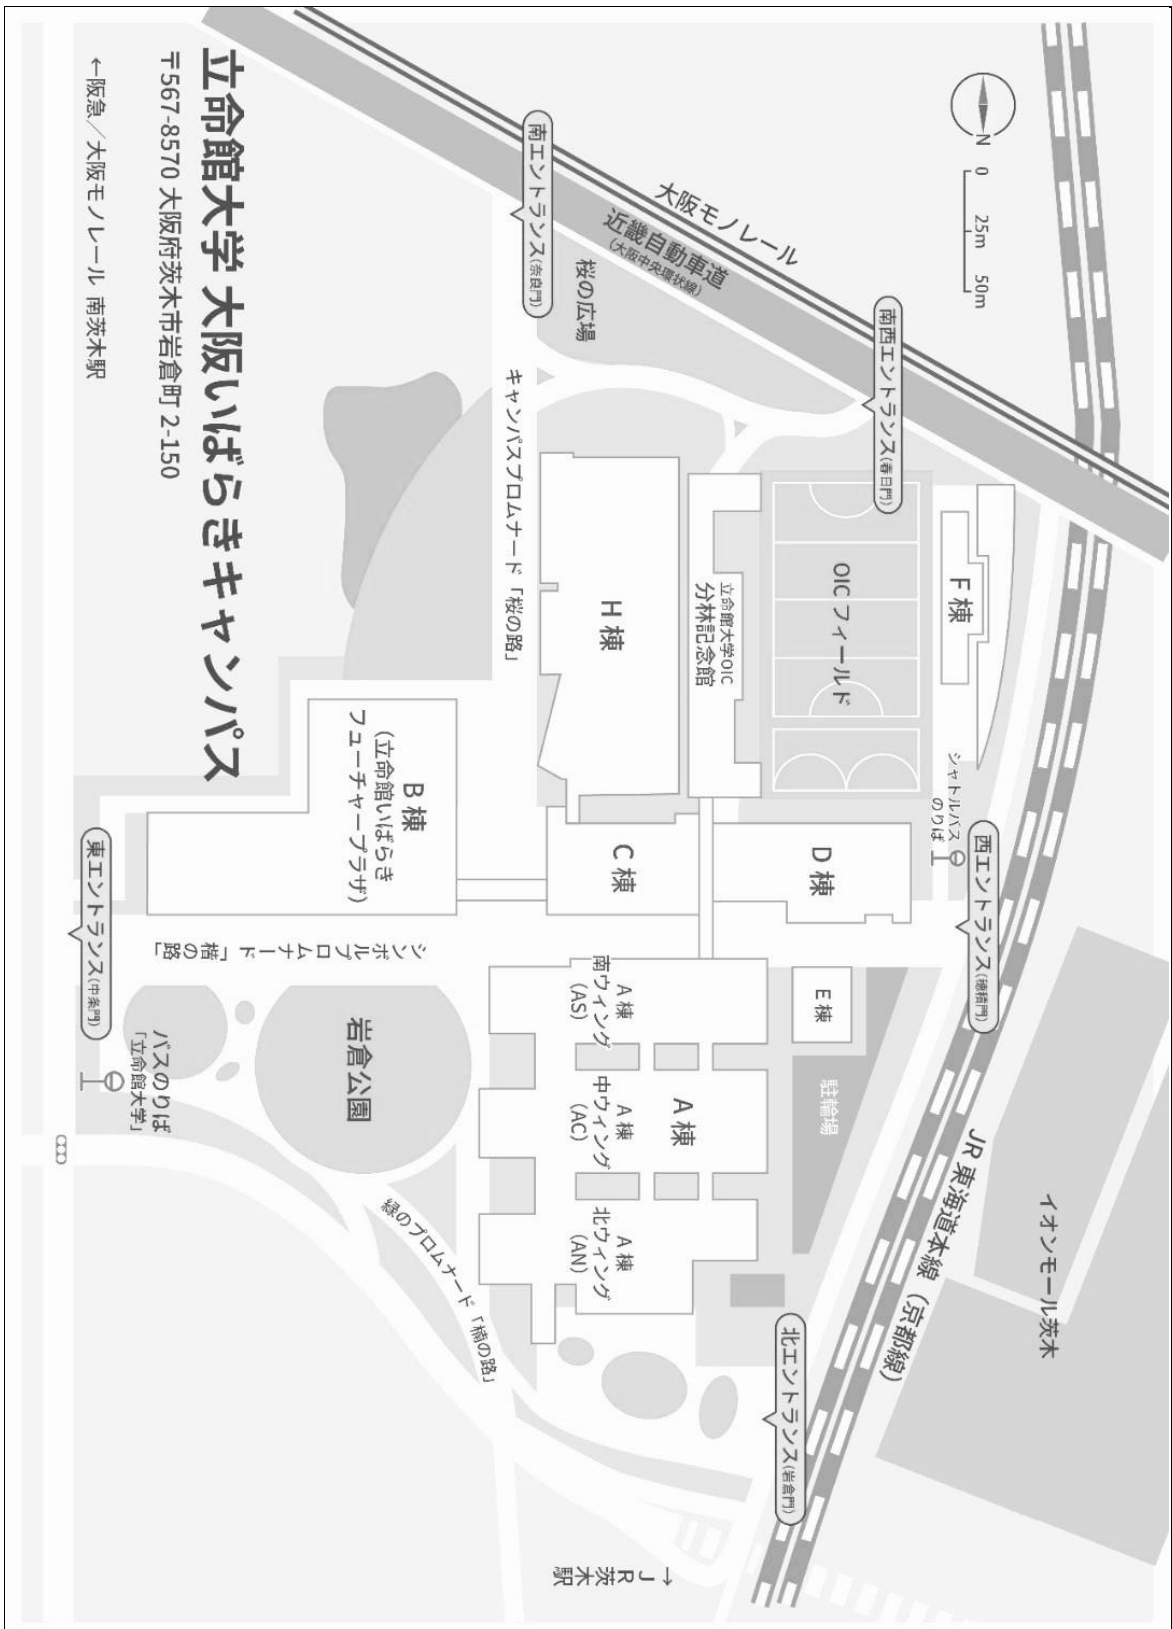 立命館大学 大阪いばらきキャンパス
〒567-8570 大阪府茨木市岩倉町 2-150
←阪急／大阪モノレール 南茨木駅
N
0 25m 50m
大阪モノレール
近畿自動車道
(大阪中央環状線)
南エントランス(奈良門)
桜の広場
南西エントランス(春日門)
キャンパスプロムナード「桜の路」
H 棟
立命館大学OIC
分林記念館
OIC フィールド
F 棟
シャトルバス
のりば
西エントランス(穂積門)
B 棟
(立命館いばらき
フューチャープラザ)
C 棟
D 棟
東エントランス(中条門)
シンボルプロムナード「楷の路」
A 棟
南ウィング
(AS)
E 棟
岩倉公園
バスのりば
「立命館大学」
A 棟
中ウィング
(AC)
A 棟
駐輪場
A 棟
北ウィング
(AN)
緑のプロムナード「楠の路」
JR 東海道本線（京都線）
イオンモール茨木
北エントランス(岩倉門)
→JR茨木駅